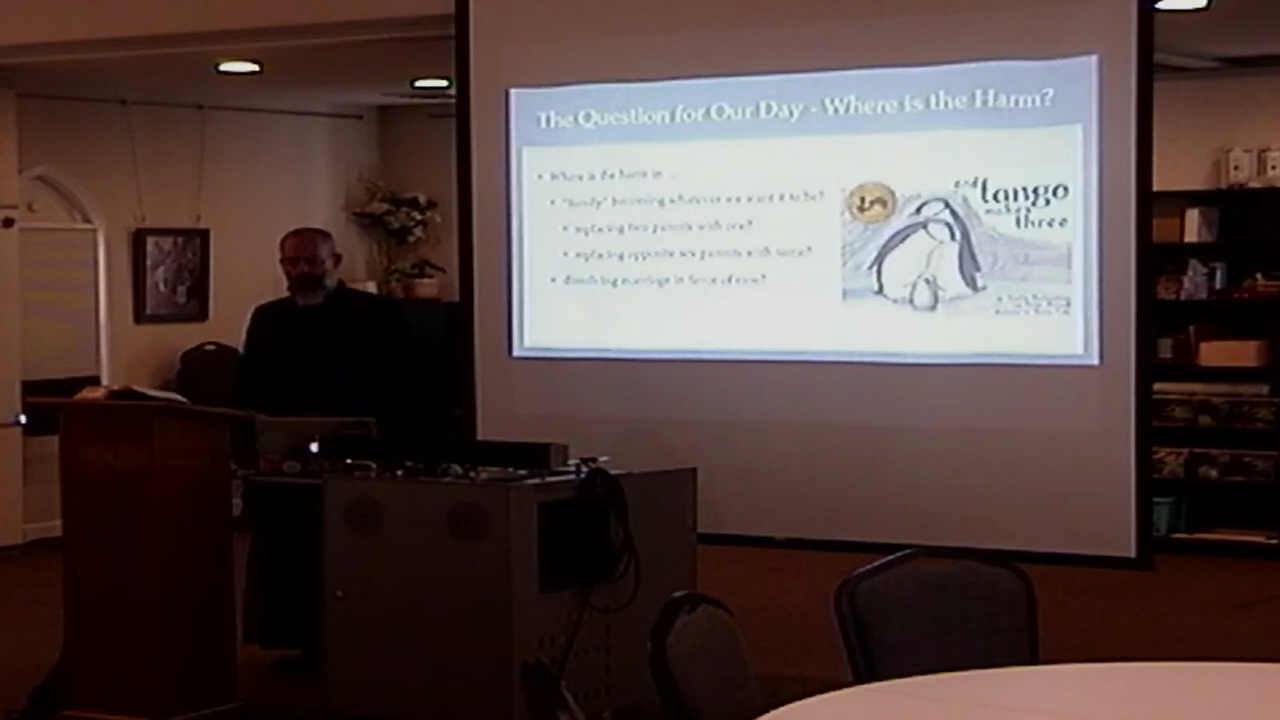 The Question for Our Day - Where is the Harm?
Where is the harm in ...
"family" becoming whatever we want it to be?
replacing two parents with one?
replacing opposite sex parents with same?
dissolving marriage in favor of
and
tango
makes
three